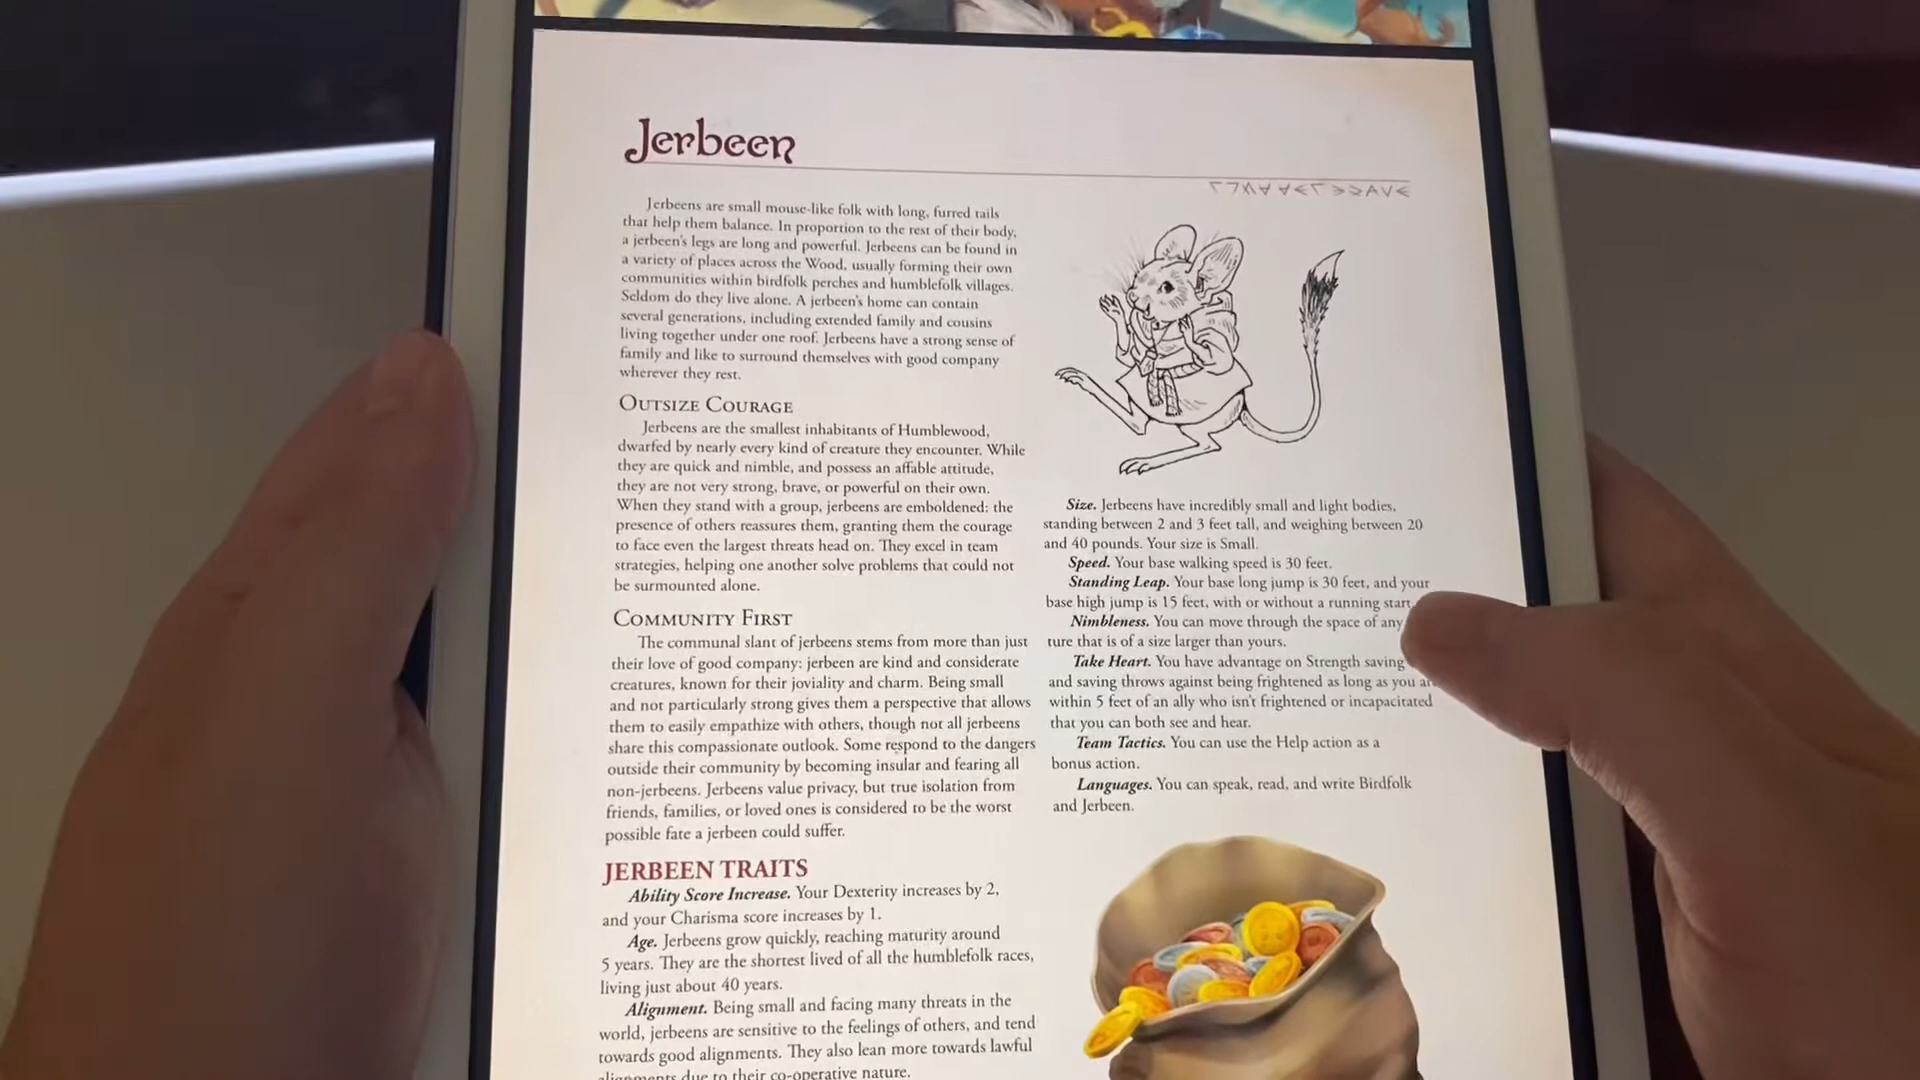 Jerbeen
Jerbeens are small mouse-like folk with long, furred tails
that help them balance. In proportion to the rest of their body,
a jerbeen's legs are long and powerful. Jerbeens can be found in
a variety of places across the Wood, usually forming their own
communities within birdfolk perches and humblefolk villages.
Seldom do they live alone. A jerbeen's home can contain
several generations, including extended family and cousins
living together under one roof. Jerbeens have a strong sense of
family and like to surround themselves with good company
wherever they rest.
OUTSIZE COURAGE
Jerbeens are the smallest inhabitants of Humblewood,
dwarfed by nearly every kind of creature they encounter. While
they are quick and nimble, and possess an affable attitude,
they are not very strong, brave, or powerful on their own.
When they stand with a group, jerbeens are emboldened: the
presence of others reassures them, granting them the courage
to face even the largest threats head on. They excel in team
strategies, helping one another solve problems that could not
be surmounted alone.
COMMUNITY FIRST
The communal slant of jerbeens stems from more than just
their love of good company; jerbeen are kind and considerate
creatures, known for their joviality and charm. Being small
and not particularly strong gives them a perspective that allows
them to easily empathize with others, though not all jerbeens
share this compassionate outlook. Some respond to the dangers
outside their community by becoming insular and fearing all
non-jerbeens. Jerbeens value privacy, but true isolation from
friends, families, or loved ones is considered to be the worst
possible fate a jerbeen could suffer.
JERBEEN TRAITS
Ability Score Increase. Your Dexterity increases by 2,
and your Charisma score increases by 1.
Age. Jerbeens grow quickly, reaching maturity around
5 years. They are the shortest lived of all the humblefolk races,
living just about 40 years.
Alignment. Being small and facing many threats in the
world, jerbeens are sensitive to the feelings of others, and tend
towards good alignments. They also lean more towards lawful
alignments due to their co-operative nature.
Size. Jerbeens have incredibly small and light bodies,
standing between 2 and 3 feet tall, and weighing between 20
and 40 pounds. Your size is Small.
Speed. Your base walking speed is 30 feet.
Standing Leap. Your base long jump is 30 feet, and your
base high jump is 15 feet, with or without a running start.
Nimbleness. You can move through the space of any
ture that is of a size larger than yours.
Take Heart. You have advantage on Strength saving
and saving throws against being frightened as long as you
within 5 feet of an ally who isn't frightened or incapacitated
that you can both see and hear.
Team Tactics. You can use the Help action as a
bonus action.
Languages. You can speak, read, and write Birdfolk
and Jerbeen.